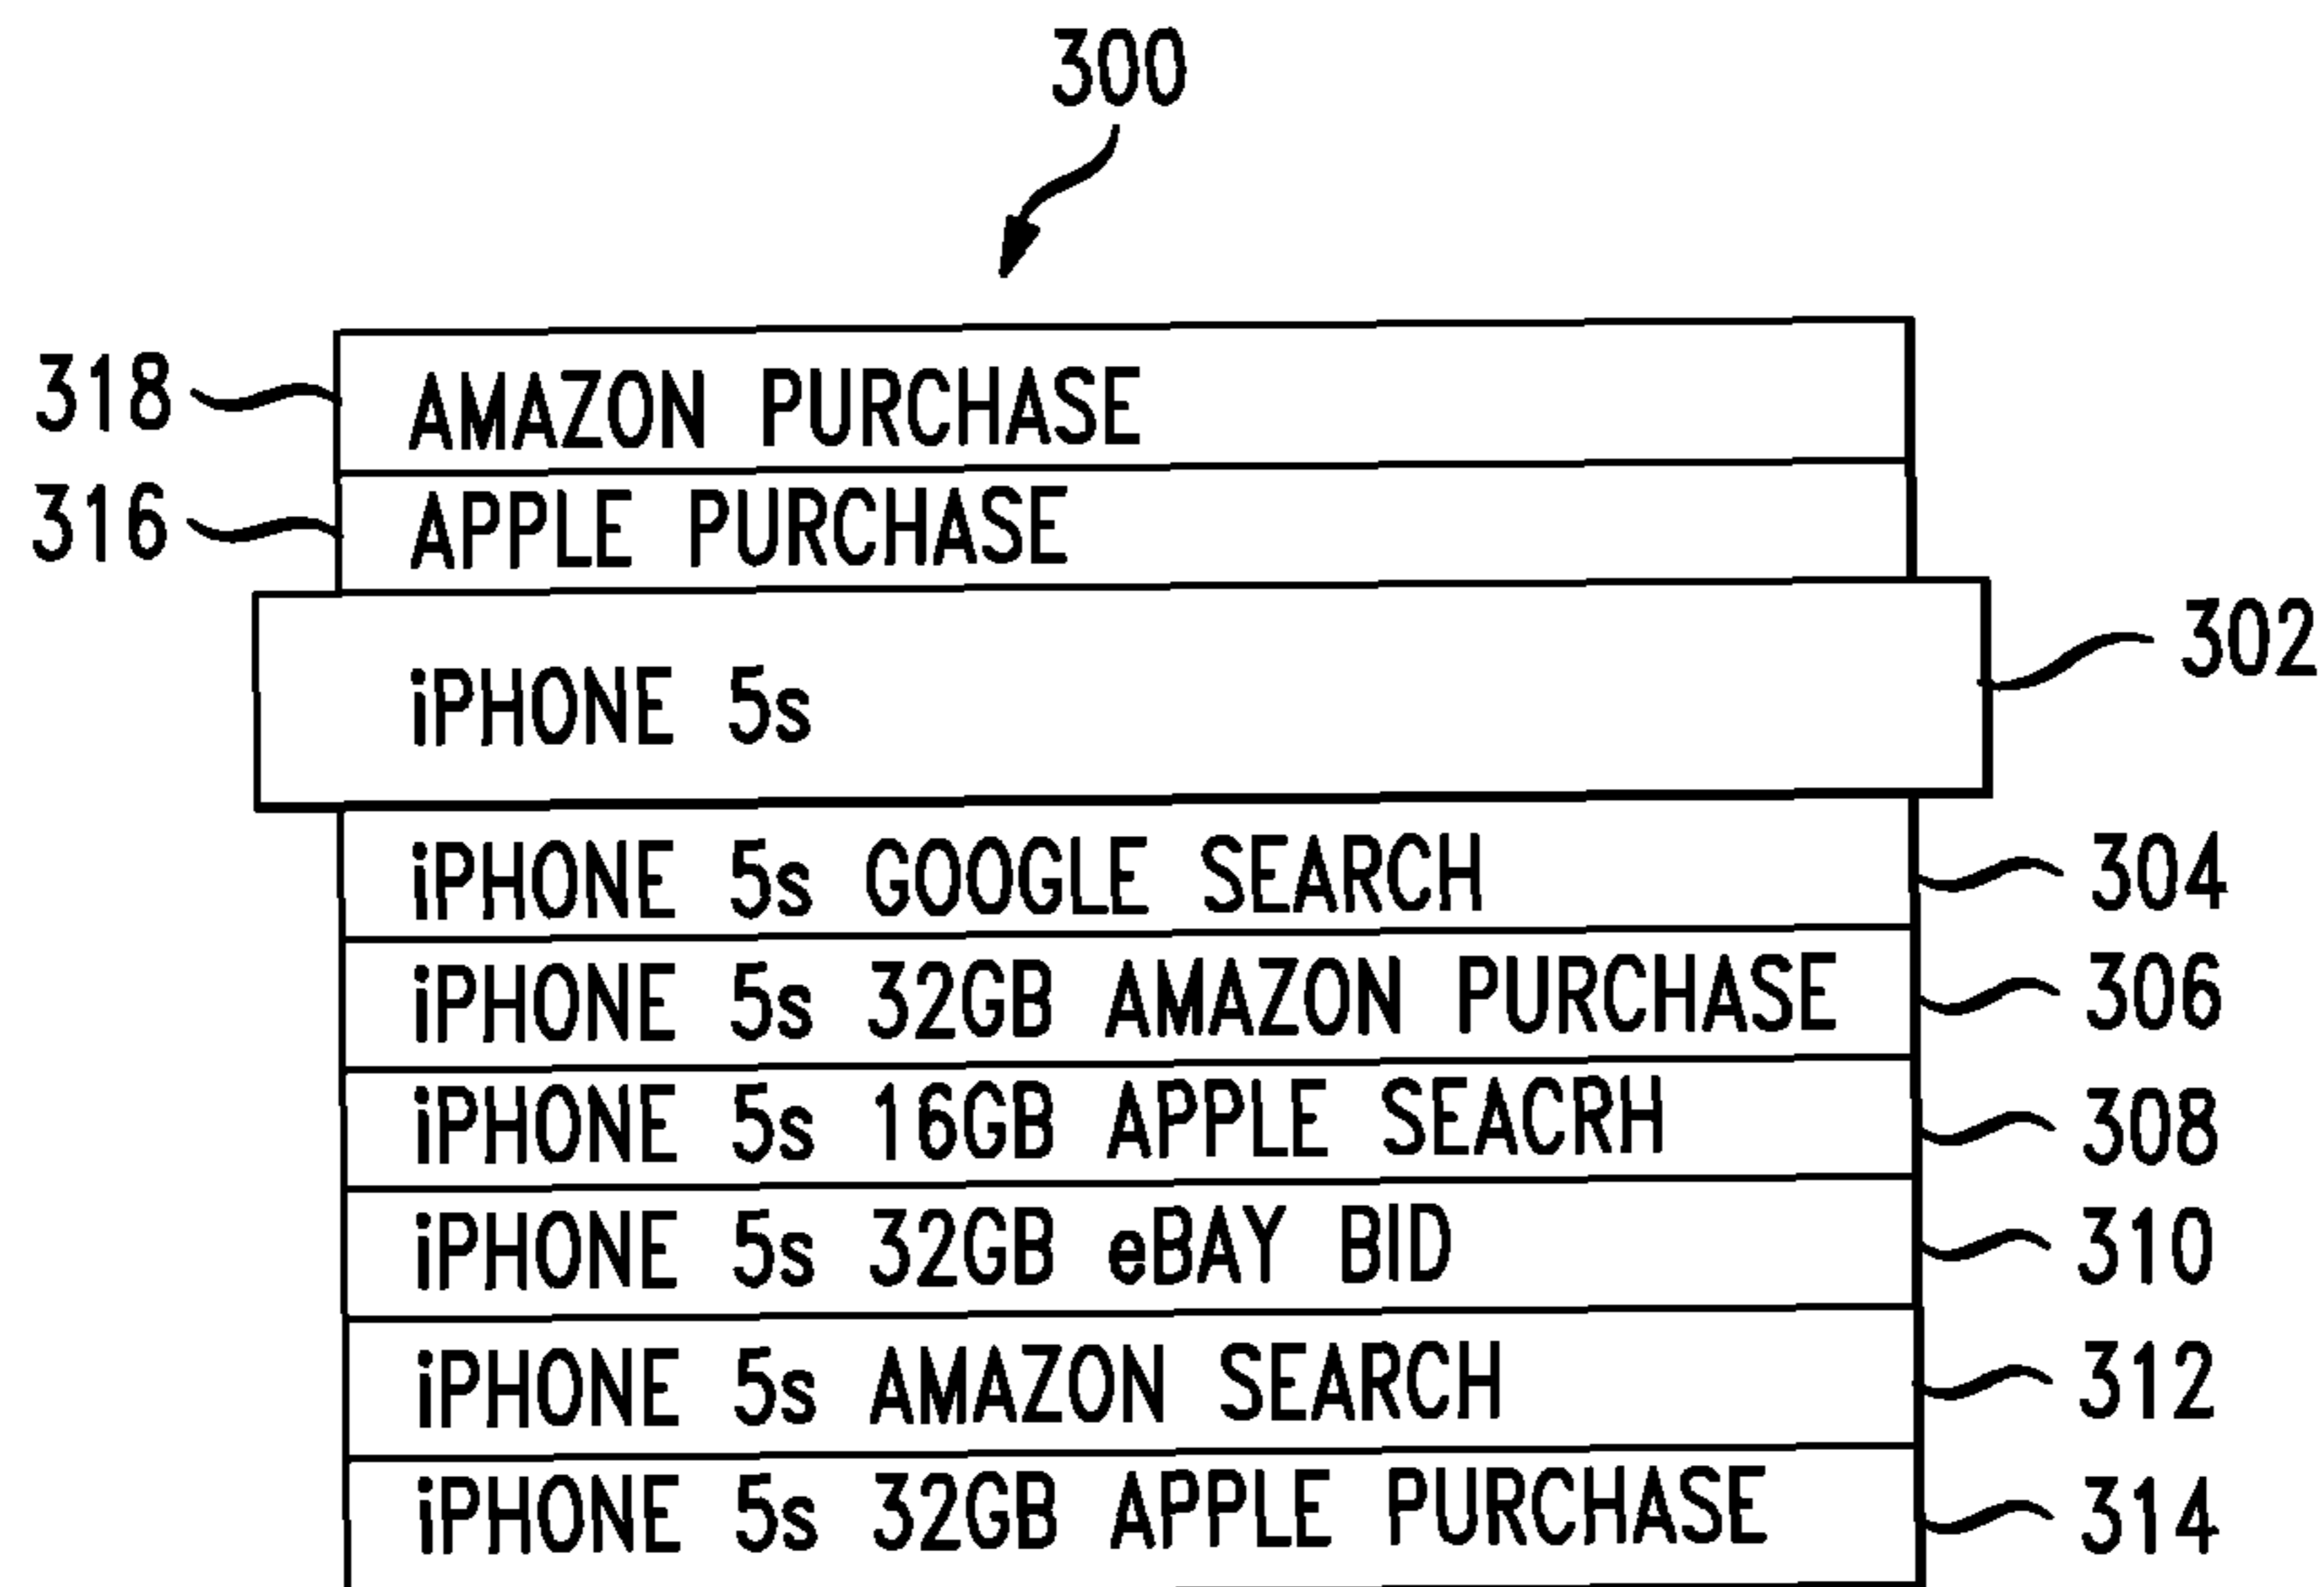 300
318 AMAZON PURCHASE
316 APPLE PURCHASE
iPHONE 5s 302
iPHONE 5s GOOGLE SEARCH 304
iPHONE 5s 32GB AMAZON PURCHASE 306
iPHONE 5s 16GB APPLE SEACRH 308
iPHONE 5s 32GB eBAY BID 310
iPHONE 5s AMAZON SEARCH 312
iPHONE 5s 32GB APPLE PURCHASE 314